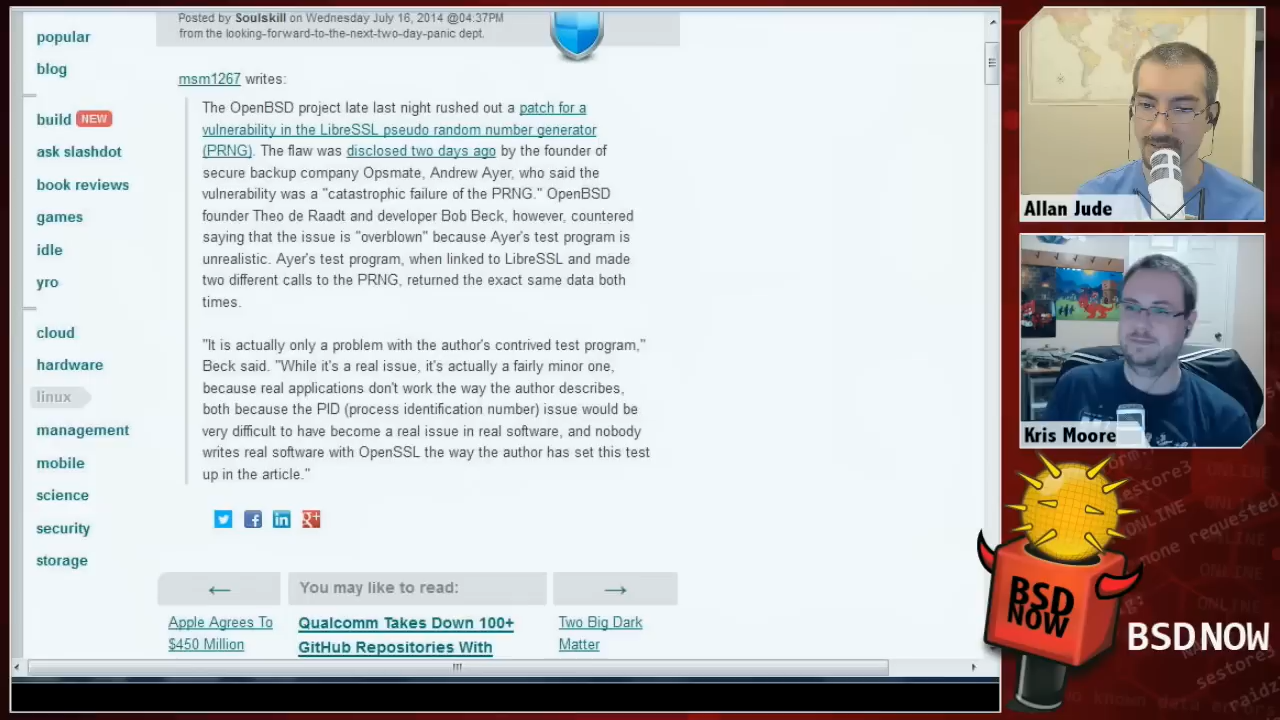 Posted by Soulskill on Wednesday July 16, 2014 @04:37PM
from the looking-forward-to-the-next-two-day-panic dept.
popular
blog
build NEW
ask slashdot
book reviews
games
idle
yro
cloud
hardware
linux
management
mobile
science
security
storage
msm1267 writes:
The OpenBSD project late last night rushed out a patch for a
vulnerability in the LibreSSL pseudo random number generator
(PRNG). The flaw was disclosed two days ago by the founder of
secure backup company Opsmate, Andrew Ayer, who said the
vulnerability was a "catastrophic failure of the PRNG." OpenBSD
founder Theo de Raadt and developer Bob Beck, however, countered
saying that the issue is "overblown" because Ayer's test program is
unrealistic. Ayer's test program, when linked to LibreSSL and made
two different calls to the PRNG, returned the exact same data both
times.
"It is actually only a problem with the author's contrived test program,"
Beck said. "While it's a real issue, it's actually a fairly minor one,
because real applications don't work the way the author describes,
both because the PID (process identification number) issue would be
very difficult to have become a real issue in real software, and nobody
writes real software with OpenSSL the way the author has set this test
up in the article."
← You may like to read: →
Apple Agrees To
$450 Million
Qualcomm Takes Down 100+
GitHub Repositories With
Two Big Dark
Matter
Allan Jude
Kris Moore
BSD
NOW
BSD NOW
ONLINE
ONLINE
none requested